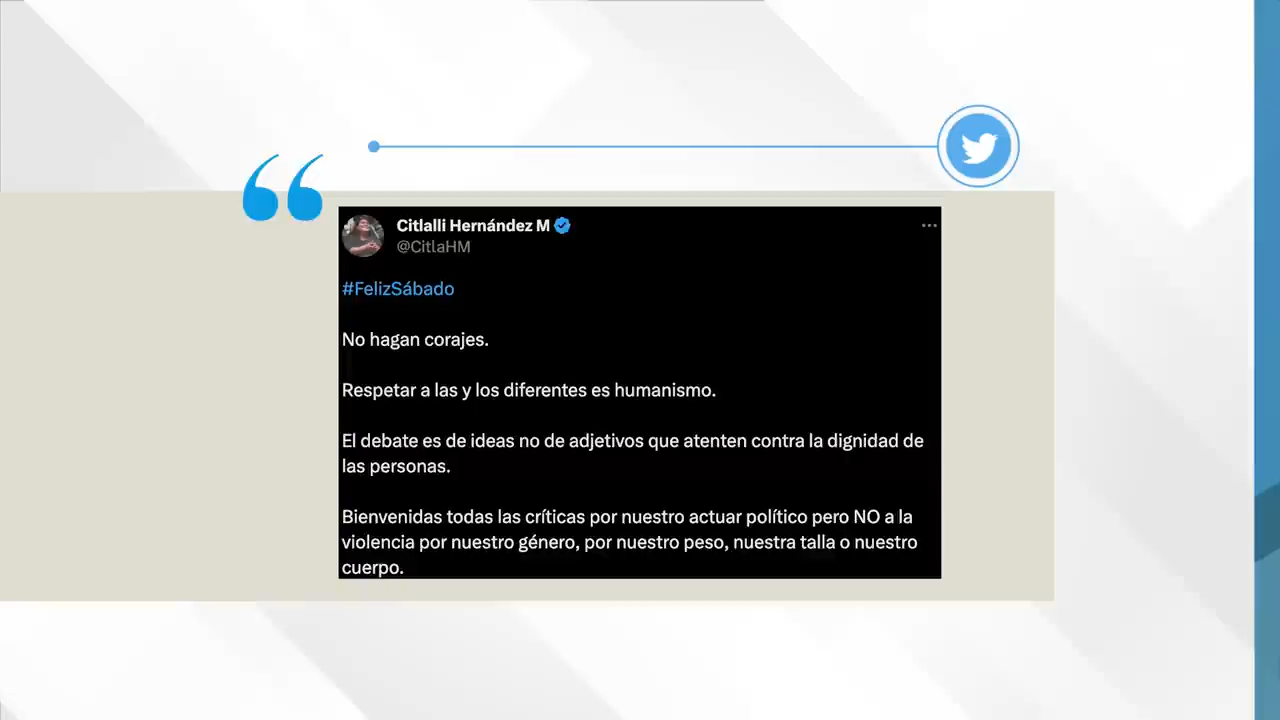 Citlalli Hernández M
@CitlaHM
#FelizSábado
No hagan corajes.
Respetar a las y los diferentes es humanismo.
El debate es de ideas no de adjetivos que atenten contra la dignidad de
las personas.
Bienvenidas todas las críticas por nuestro actuar político pero NO a la
violencia por nuestro género, por nuestro peso, nuestra talla o nuestro
cuerpo.